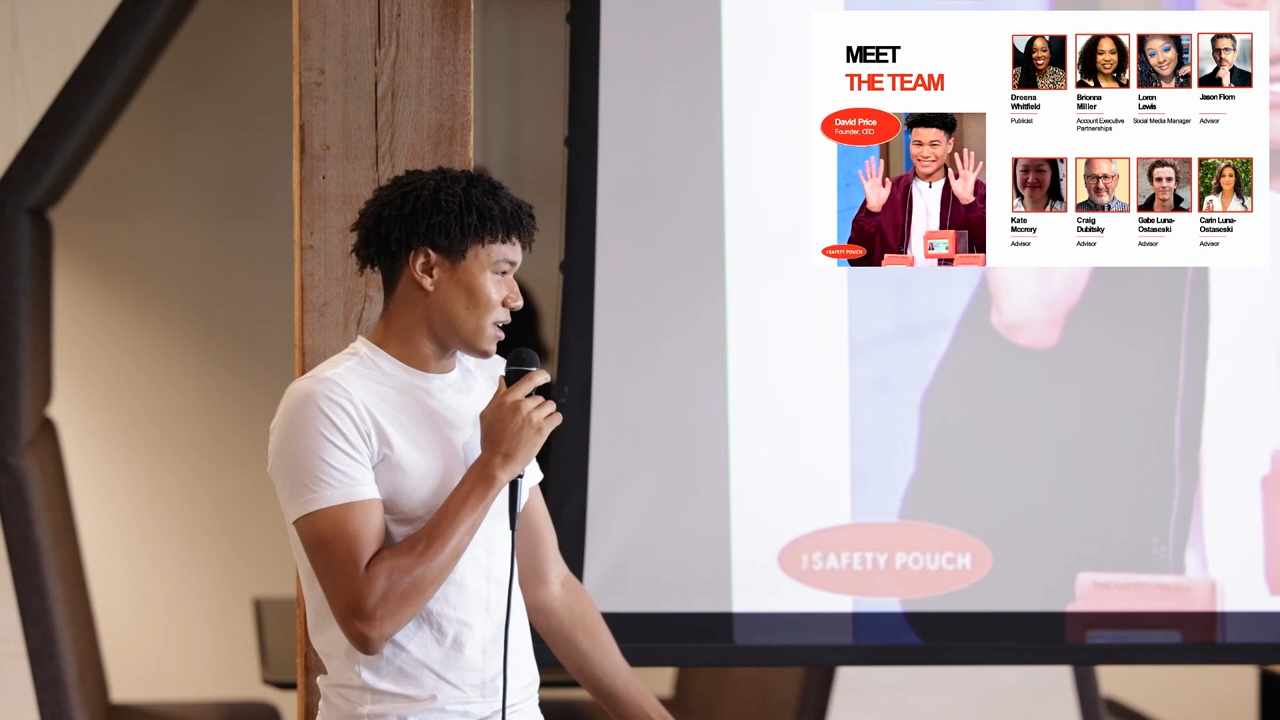 MEET
THE TEAM
David Price
Founder, CEO
SAFETY POUCH
Dreena
Whitfield
Publicist
Brionna
Miller
Account Executive
Partnerships
Loren
Lewis
Social Media Manager
Jason Flom
Advisor
Kate
Mccrery
Advisor
Craig
Dubitsky
Advisor
Gabe Luna-
Ostaseski
Advisor
Carin Luna-
Ostaseski
Advisor
THE SAFETY POUCH